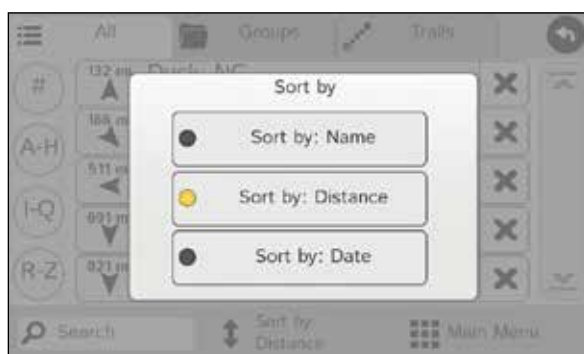 All
Groups
Trails
#
132 m
Duck, NC
Sort by
A-H
188 m
Sort by: Name
511 m
Sort by: Distance
I-Q
691 m
R-Z
821 m
Sort by: Date
Search
Sort by:
Distance
Main Menu